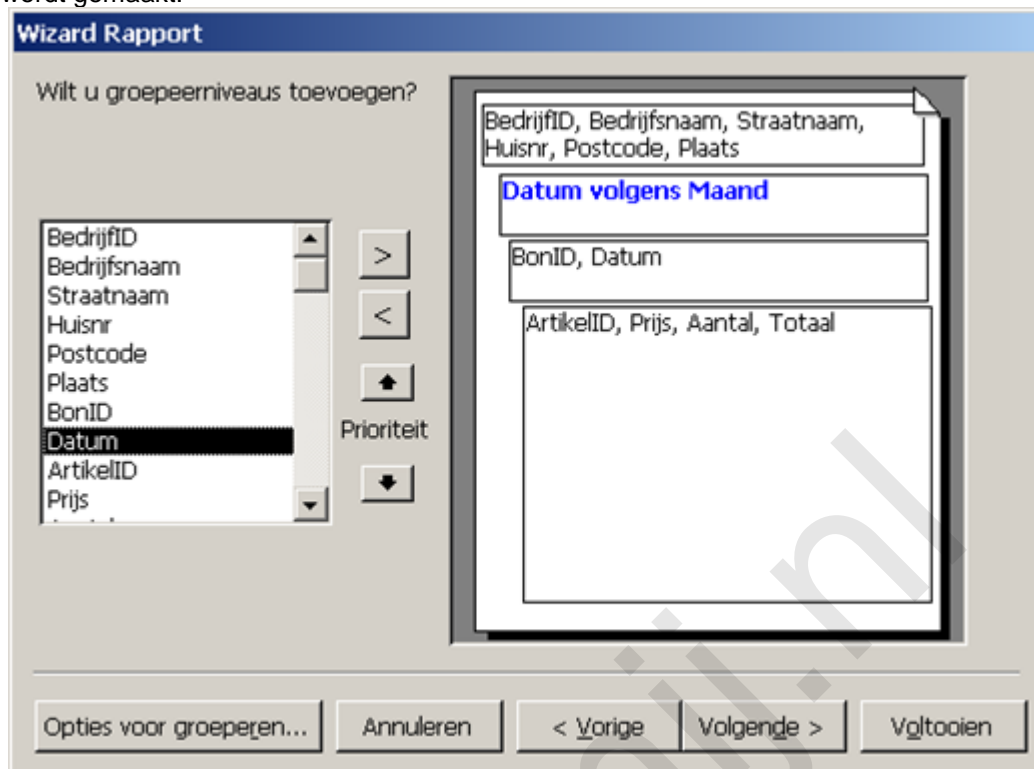 wordt gemaakt.
Wizard Rapport
Wilt u groepeerniveaus toevoegen?
BedrijfID
Bedrijfsnaam
Straatnaam
Huisnr
Postcode
Plaats
BonID
Datum
ArtikelID
Prijs
>
<
Prioriteit
BedrijfID, Bedrijfsnaam, Straatnaam,
Huisnr, Postcode, Plaats
Datum volgens Maand
BonID, Datum
ArtikelID, Prijs, Aantal, Totaal
Opties voor groeperen...
Annuleren
< Vorige
Volgende >
Voltooien